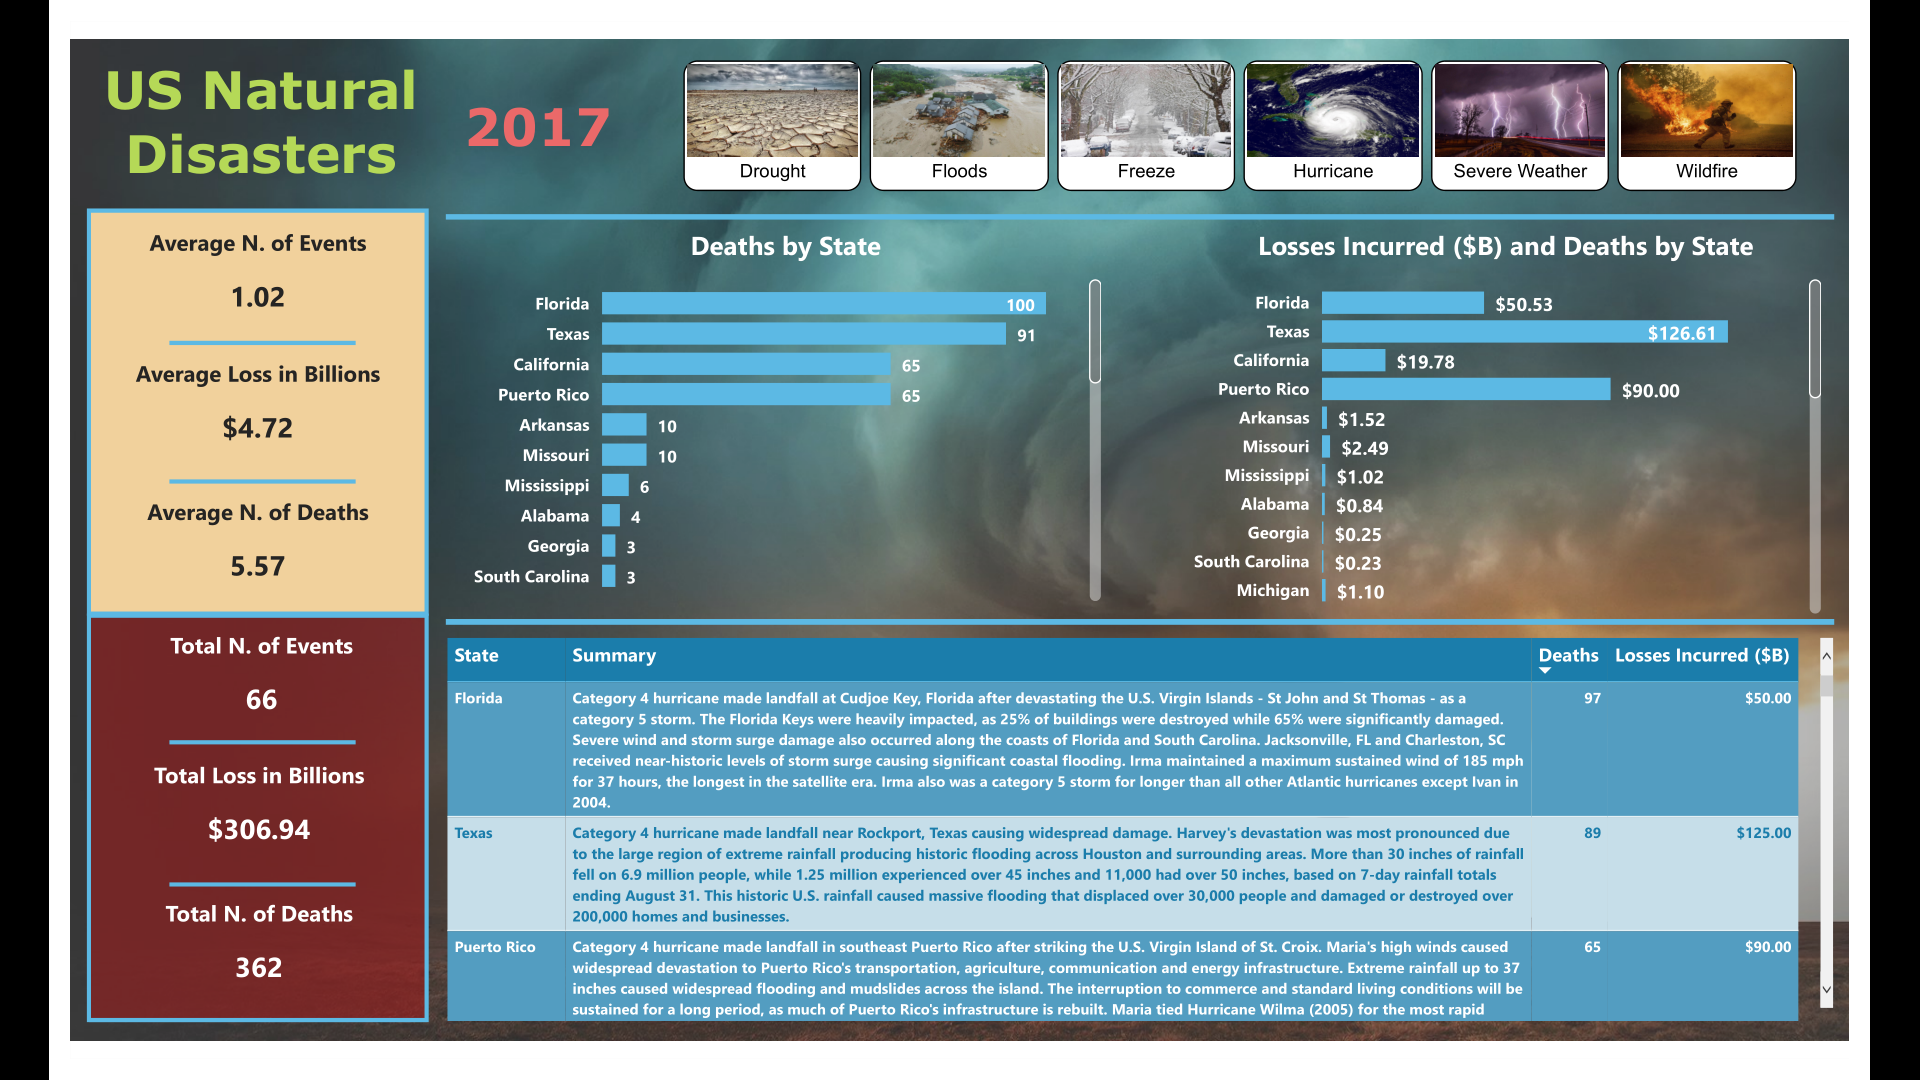 US Natural
Disasters
2017
Drought
Floods
Freeze
Hurricane
Severe Weather
Wildfire
Average N. of Events
1.02
Average Loss in Billions
$4.72
Average N. of Deaths
5.57
Total N. of Events
66
Total Loss in Billions
$306.94
Total N. of Deaths
362
Deaths by State
Florida 100
Texas 91
California 65
Puerto Rico 65
Arkansas 10
Missouri 10
Mississippi 6
Alabama 4
Georgia 3
South Carolina 3
Losses Incurred ($B) and Deaths by State
Florida $50.53
Texas $126.61
California $19.78
Puerto Rico $90.00
Arkansas $1.52
Missouri $2.49
Mississippi $1.02
Alabama $0.84
Georgia $0.25
South Carolina $0.23
Michigan $1.10
State Summary Deaths Losses Incurred ($B)
Florida Category 4 hurricane made landfall at Cudjoe Key, Florida after devastating the U.S. Virgin Islands - St John and St Thomas - as a 97 $50.00
category 5 storm. The Florida Keys were heavily impacted, as 25% of buildings were destroyed while 65% were significantly damaged.
Severe wind and storm surge damage also occurred along the coasts of Florida and South Carolina. Jacksonville, FL and Charleston, SC
received near-historic levels of storm surge causing significant coastal flooding. Irma maintained a maximum sustained wind of 185 mph
for 37 hours, the longest in the satellite era. Irma also was a category 5 storm for longer than all other Atlantic hurricanes except Ivan in
2004.
Texas Category 4 hurricane made landfall near Rockport, Texas causing widespread damage. Harvey's devastation was most pronounced due 89 $125.00
to the large region of extreme rainfall producing historic flooding across Houston and surrounding areas. More than 30 inches of rainfall
fell on 6.9 million people, while 1.25 million experienced over 45 inches and 11,000 had over 50 inches, based on 7-day rainfall totals
ending August 31. This historic U.S. rainfall caused massive flooding that displaced over 30,000 people and damaged or destroyed over
200,000 homes and businesses.
Puerto Rico Category 4 hurricane made landfall in southeast Puerto Rico after striking the U.S. Virgin Island of St. Croix. Maria's high winds caused 65 $90.00
widespread devastation to Puerto Rico's transportation, agriculture, communication and energy infrastructure. Extreme rainfall up to 37
inches caused widespread flooding and mudslides across the island. The interruption to commerce and standard living conditions will be
sustained for a long period, as much of Puerto Rico's infrastructure is rebuilt. Maria tied Hurricane Wilma (2005) for the most rapid